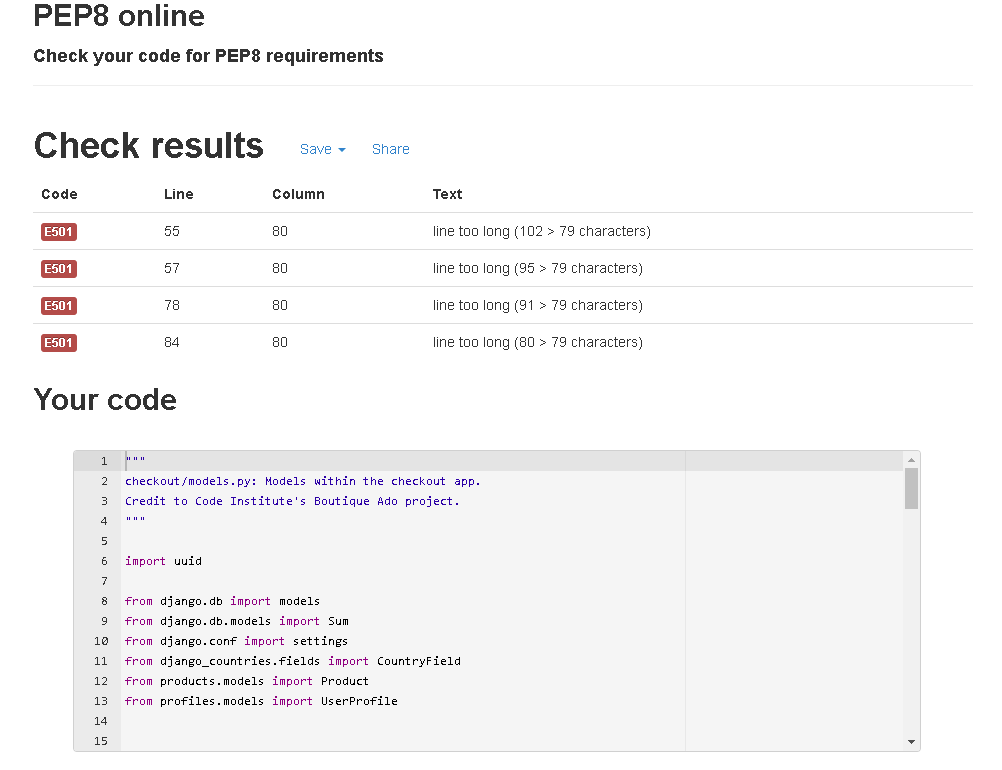 PEP8 online
Check your code for PEP8 requirements
Check results Save Share
Code Line Column Text
E501 55 80 line too long (102 > 79 characters)
E501 57 80 line too long (95 > 79 characters)
E501 78 80 line too long (91 > 79 characters)
E501 84 80 line too long (80 > 79 characters)
Your code
1 """
2 checkout/models.py: Models within the checkout app.
3 Credit to Code Institute's Boutique Ado project.
4 """
5
6 import uuid
7
8 from django.db import models
9 from django.db.models import Sum
10 from django.conf import settings
11 from django_countries.fields import CountryField
12 from products.models import Product
13 from profiles.models import UserProfile
14
15